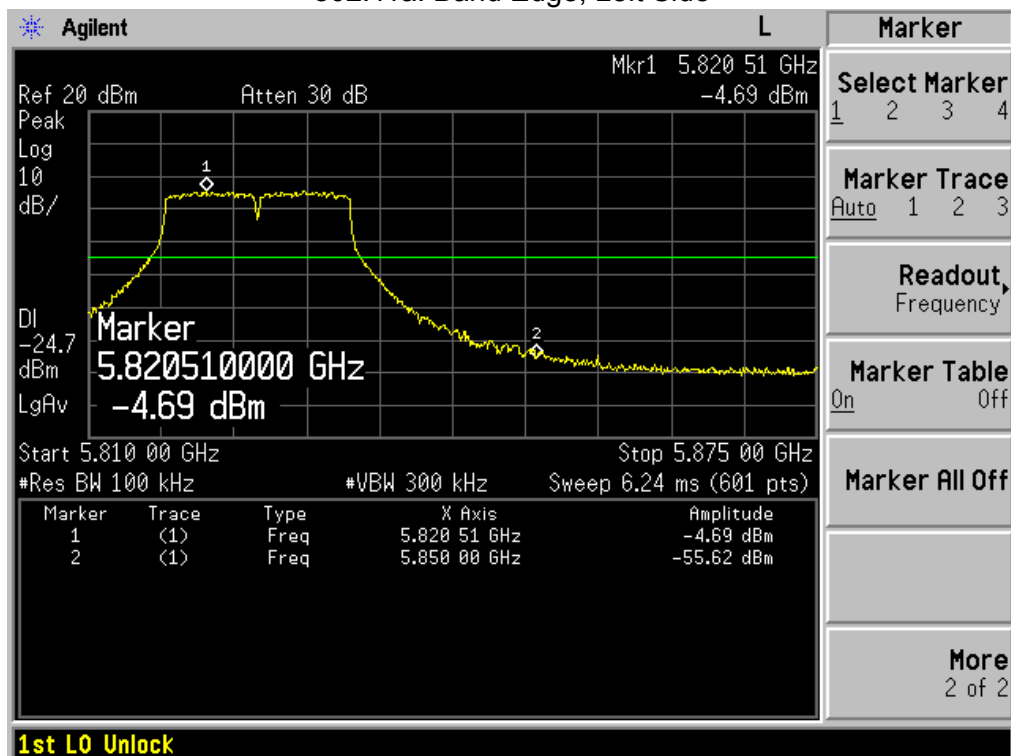 Agilent L Marker
Mkr1 5.820 51 GHz
Ref 20 dBm Atten 30 dB -4.69 dBm
Peak
Log
10
dB/
1
2
DI
-24.7
dBm
LgAv
Marker
5.820510000 GHz
-4.69 dBm
Start 5.810 00 GHz Stop 5.875 00 GHz
#Res BW 100 kHz #VBW 300 kHz Sweep 6.24 ms (601 pts)
Marker Trace Type X Axis Amplitude
1 (1) Freq 5.820 51 GHz -4.69 dBm
2 (1) Freq 5.850 00 GHz -55.62 dBm
Select Marker
1 2 3 4
Marker Trace
Auto 1 2 3
Readout
Frequency
Marker Table
On Off
Marker All Off
More
2 of 2
1st LO Unlock